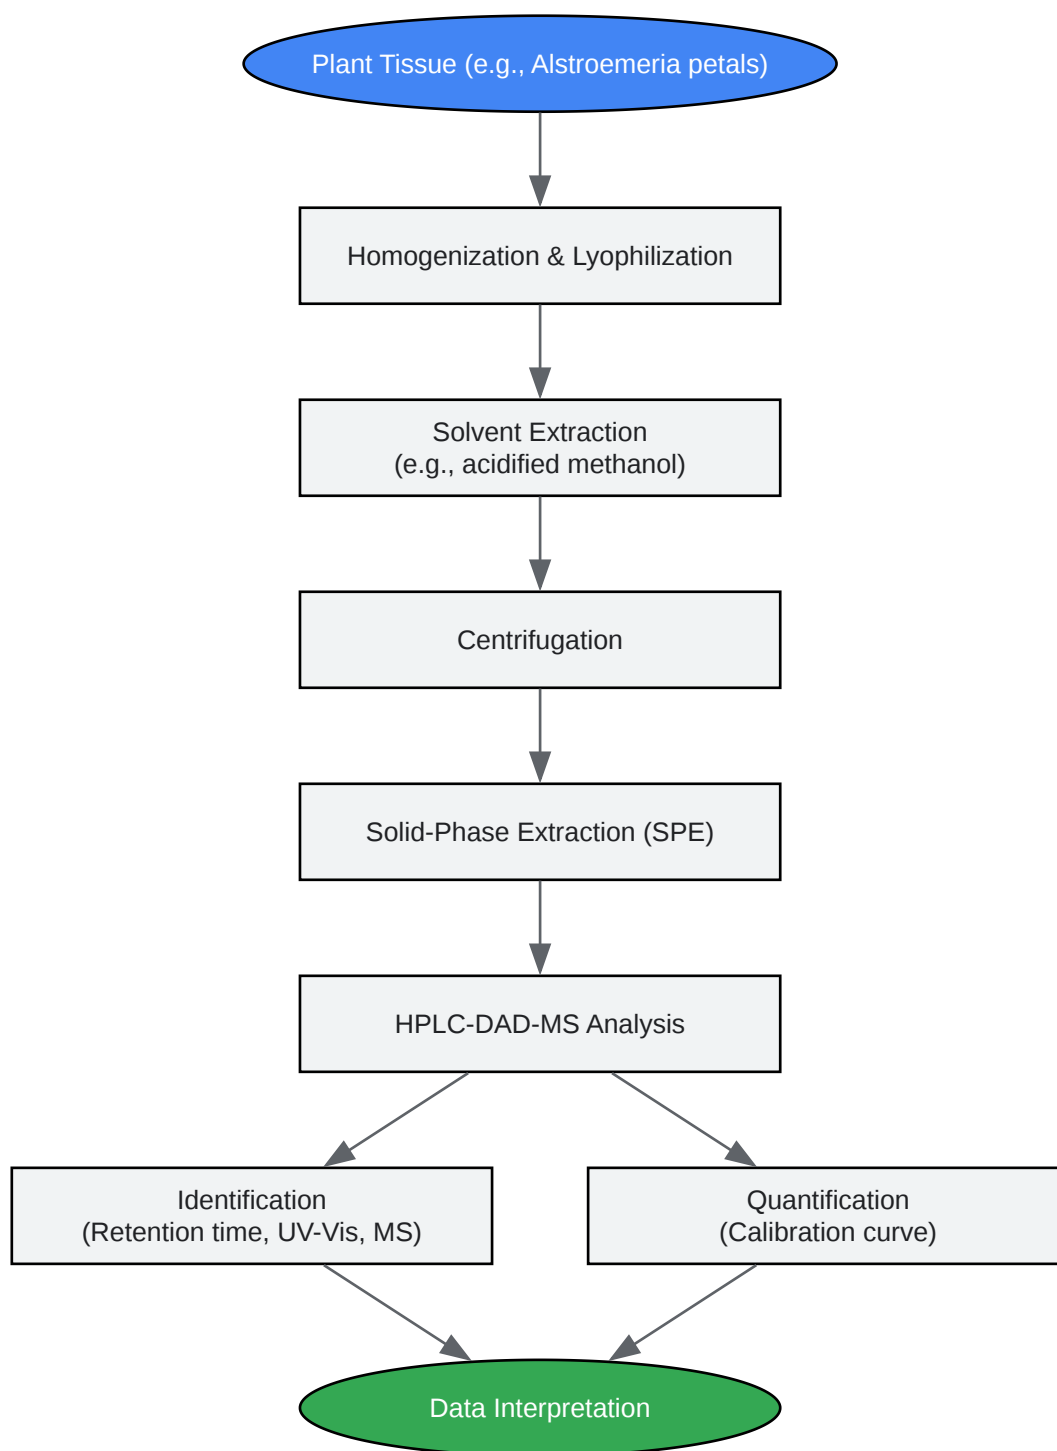 Plant Tissue (e.g., Alstroemeria petals)
Homogenization & Lyophilization
Solvent Extraction
(e.g., acidified methanol)
Centrifugation
Solid-Phase Extraction (SPE)
HPLC-DAD-MS Analysis
Identification
(Retention time, UV-Vis, MS)
Quantification
(Calibration curve)
Data Interpretation